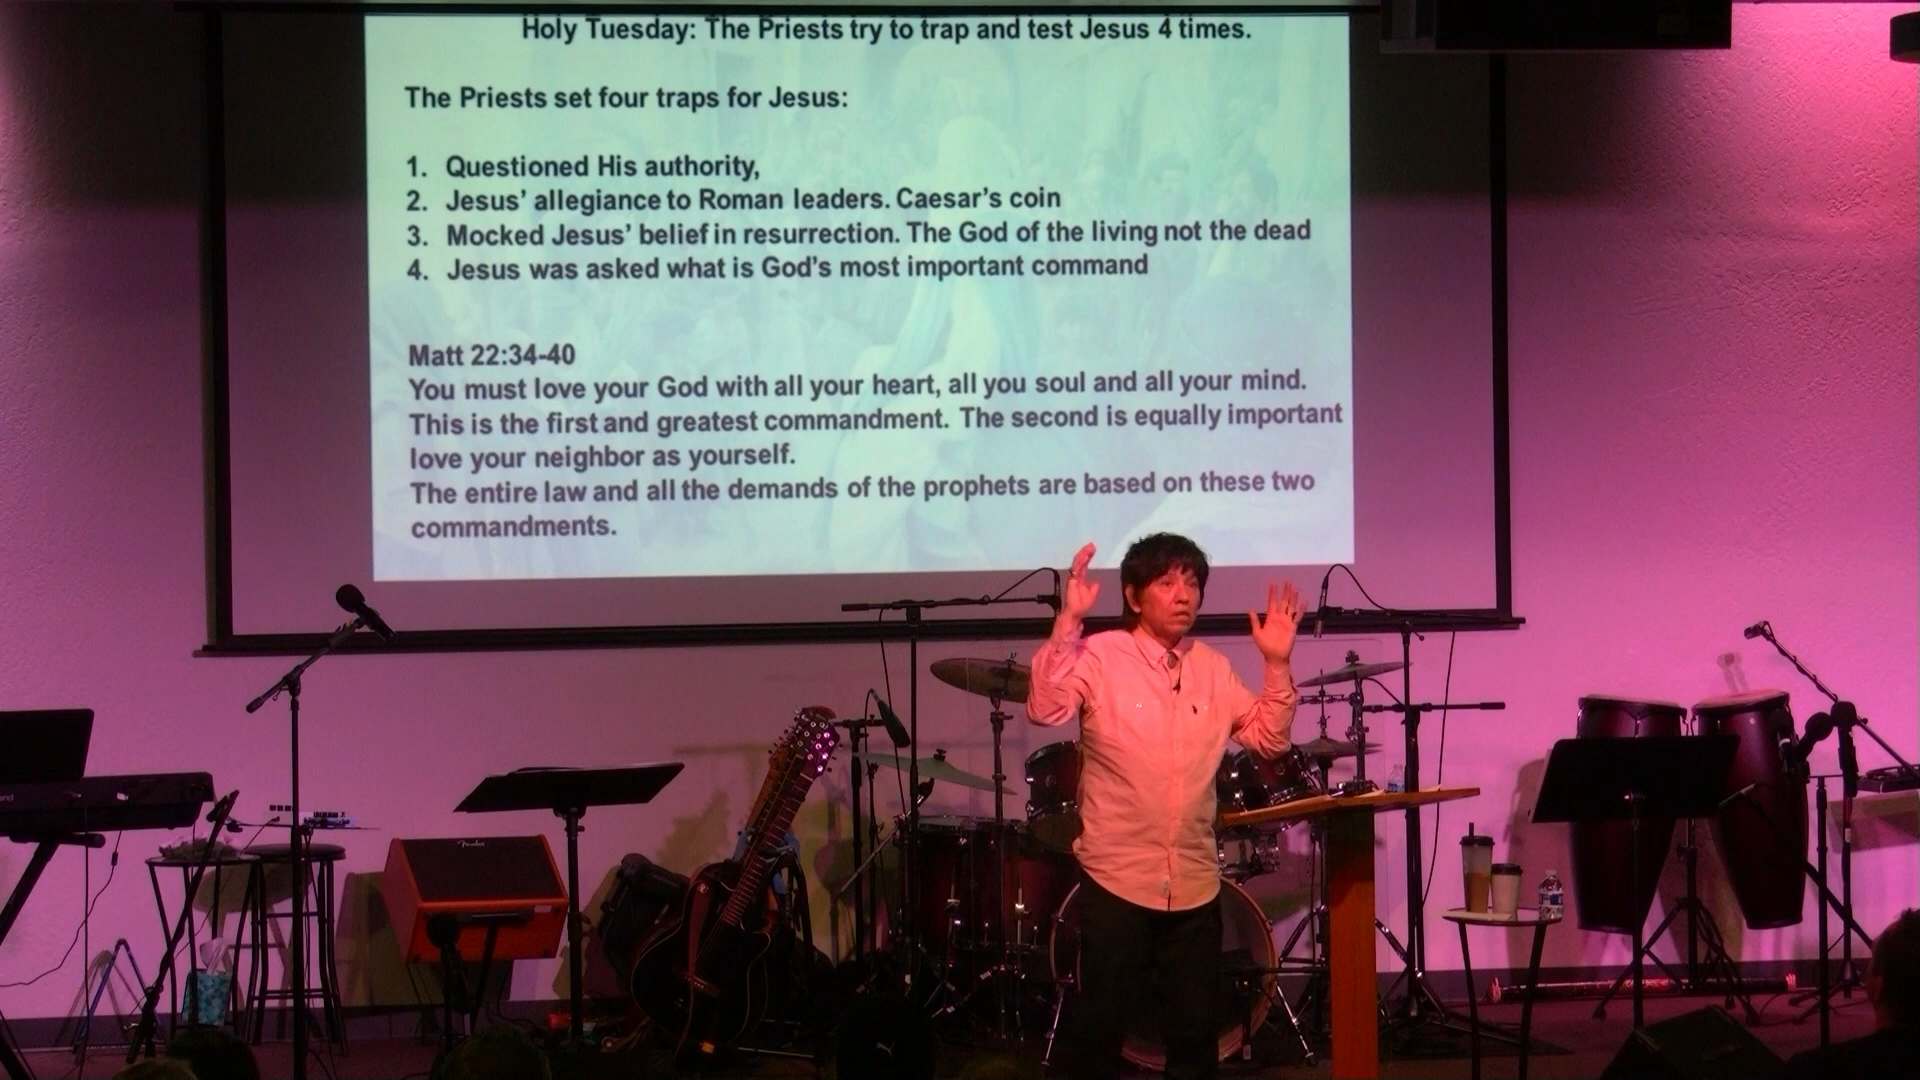 Holy Tuesday: The Priests try to trap and test Jesus 4 times.
The Priests set four traps for Jesus:
1. Questioned His authority,
2. Jesus’ allegiance to Roman leaders. Caesar’s coin
3. Mocked Jesus’ belief in resurrection. The God of the living not the dead
4. Jesus was asked what is God’s most important command
Matt 22:34-40
You must love your God with all your heart, all you soul and all your mind.
This is the first and greatest commandment. The second is equally important
love your neighbor as yourself.
The entire law and all the demands of the prophets are based on these two
commandments.
Fender